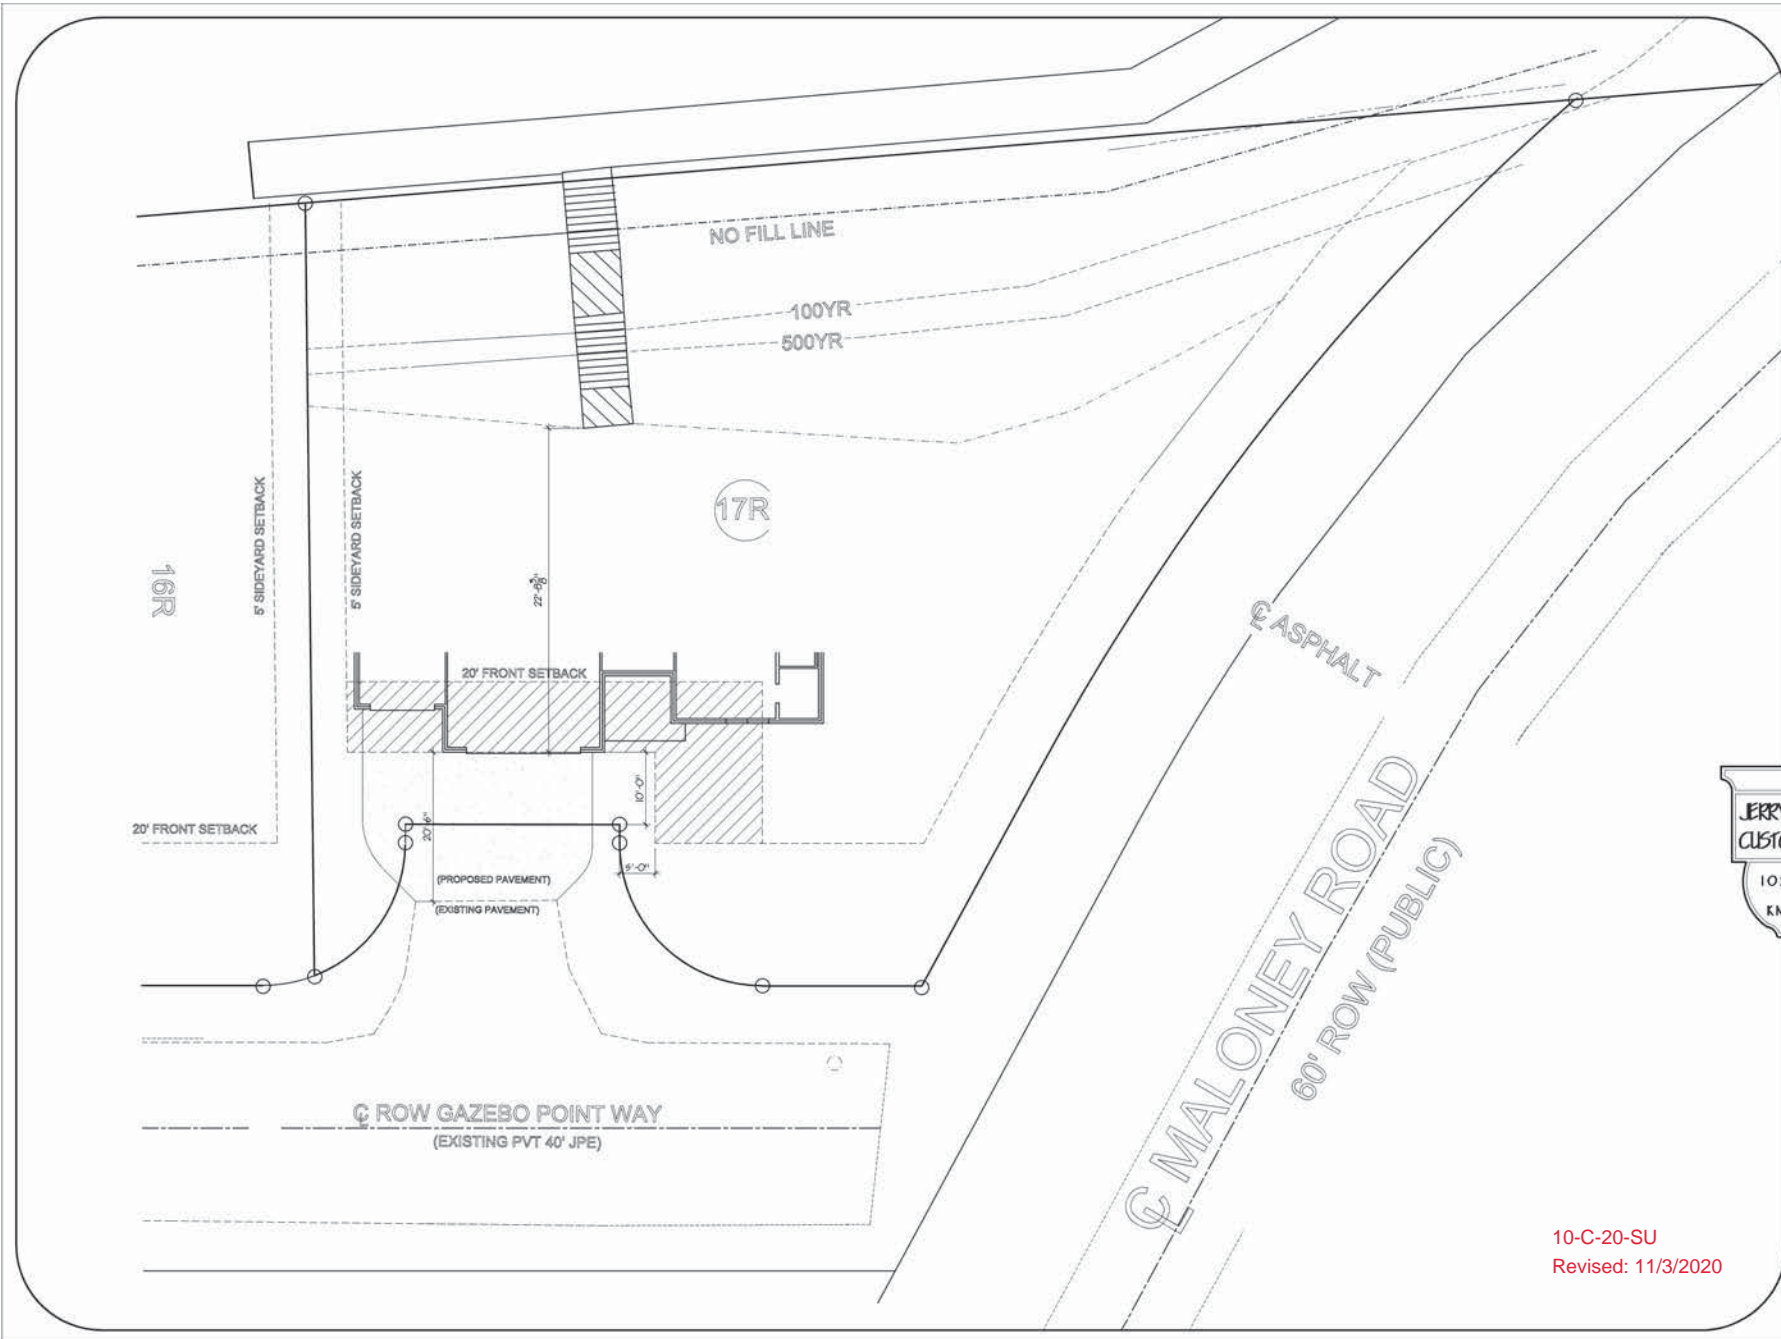 NO FILL LINE
100YR
500YR
5' SIDEYARD SETBACK
5' SIDEYARD SETBACK
17R
16R
20' FRONT SETBACK
20' FRONT SETBACK
10'-0"
20'-6"
5'-0"
(PROPOSED PAVEMENT)
(EXISTING PAVEMENT)
℄ ASPHALT
℄ MALONEY ROAD
60' ROW (PUBLIC)
℄ ROW GAZEBO POINT WAY
(EXISTING PVT 40' JPE)
JERRY
CUSTO
10-C-20-SU
Revised: 11/3/2020